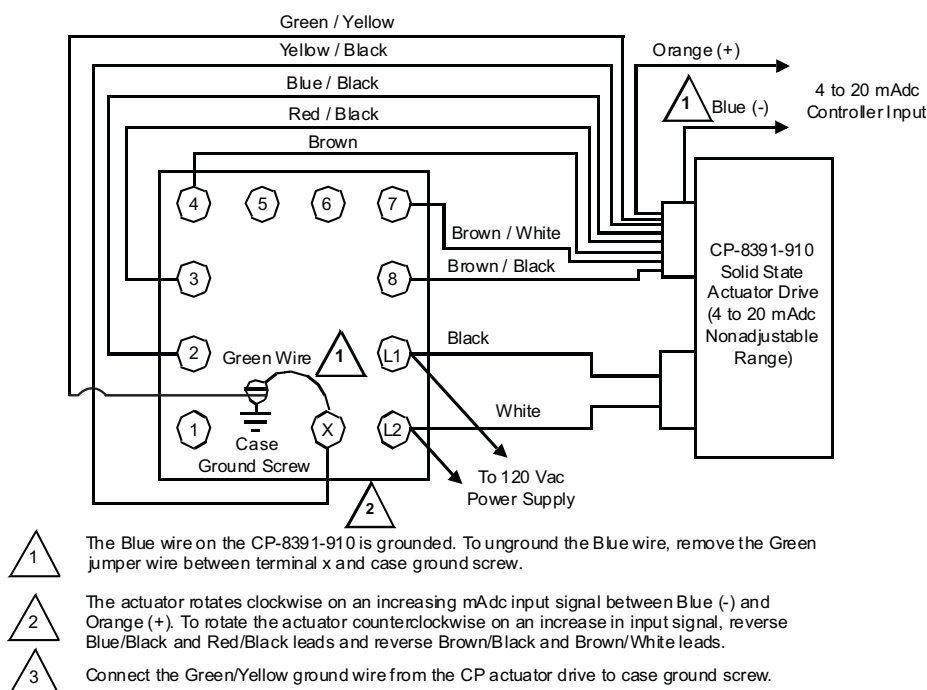 Green / Yellow
Yellow / Black
Orange (+)
Blue / Black
4 to 20 mAdc
Controller Input
1
Blue (-)
Red / Black
Brown
4
5
6
7
Brown / White
CP-8391-910
Solid State
Actuator Drive
(4 to 20 mAdc
Nonadjustable
Range)
3
8
Brown / Black
2
Green Wire
1
L1
Black
1
Case
Ground Screw
X
L2
White
To 120 Vac
Power Supply
2
1
The Blue wire on the CP-8391-910 is grounded. To unground the Blue wire, remove the Green
jumper wire between terminal x and case ground screw.
2
The actuator rotates clockwise on an increasing mAdc input signal between Blue (-) and
Orange (+). To rotate the actuator counterclockwise on an increase in input signal, reverse
Blue/Black and Red/Black leads and reverse Brown/Black and Brown/White leads.
3
Connect the Green/Yellow ground wire from the CP actuator drive to case ground screw.